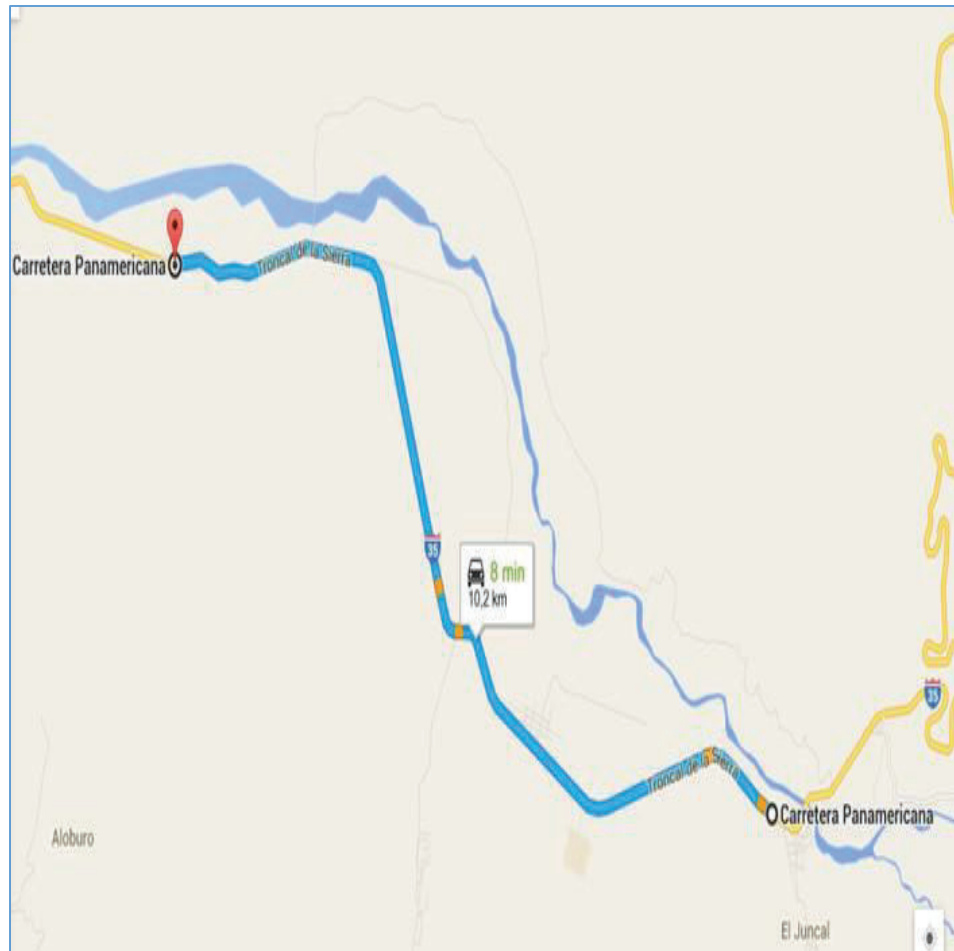 Troncal de la Sierra
Carretera Panamericana
35
8 min
10,2 km
35
Troncal de la Sierra
Carretera Panamericana
Aloburo
El Juncal